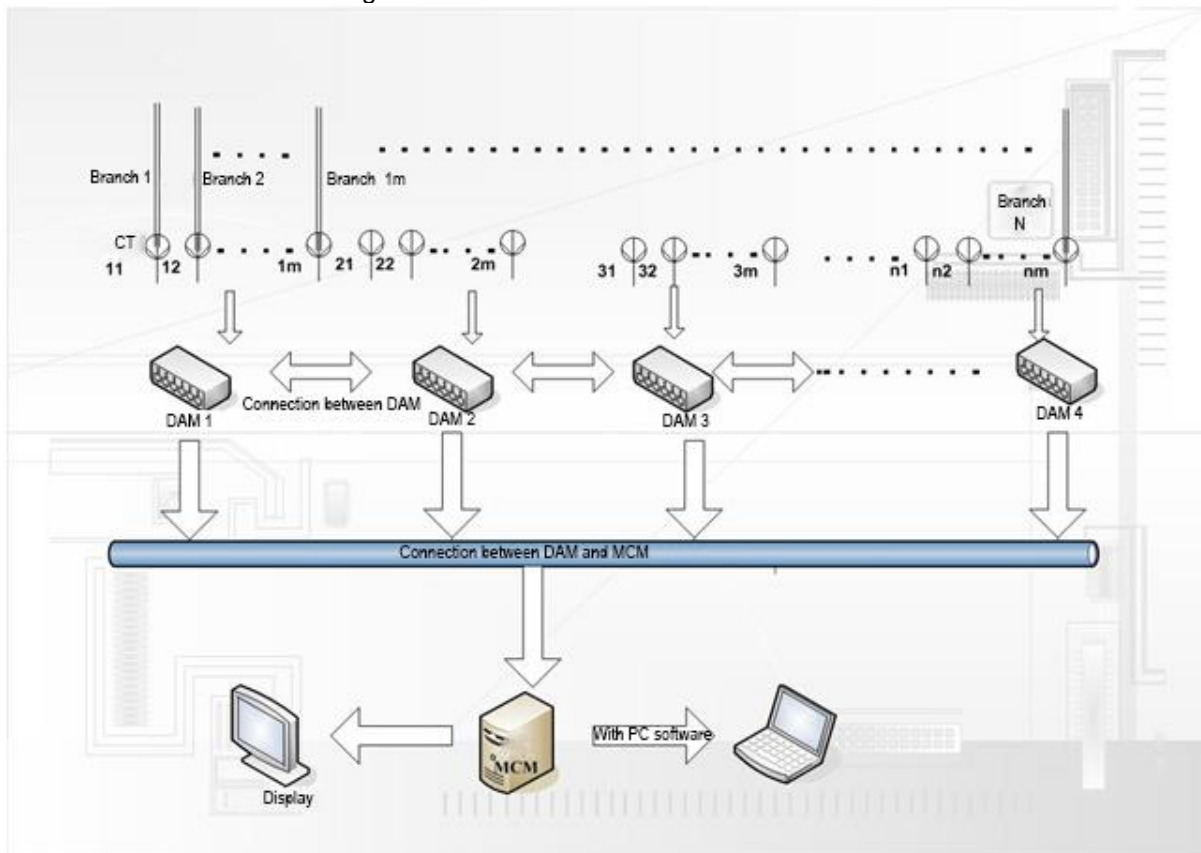 Branch 1
Branch 2
Branch 1m
Branch
N
CT
11
12
1m
21
22
2m
31
32
3m
n1
n2
nm
Connection between DAM
DAM 1
DAM 2
DAM 3
DAM 4
Connection between DAM and MCM
With PC software
MCM
Display